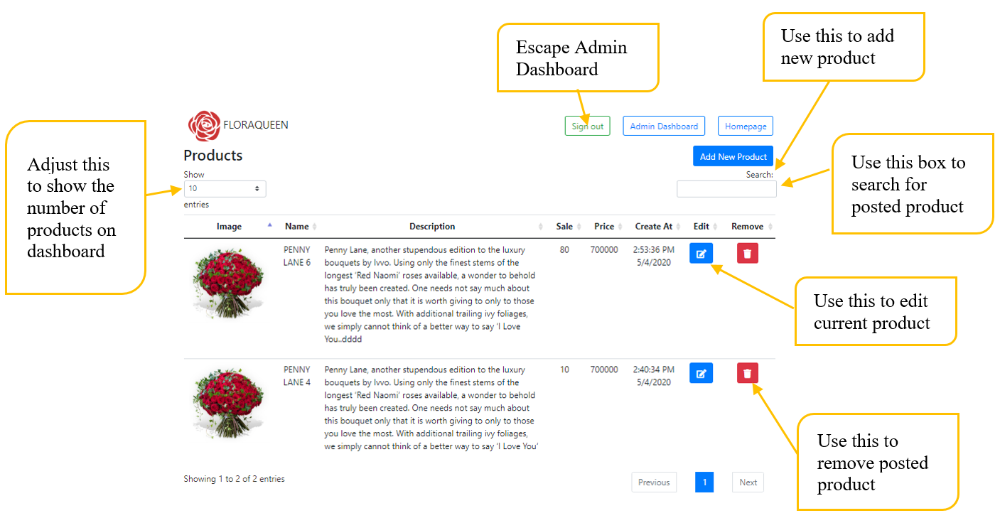 Escape Admin
Dashboard
Use this to add
new product
FLORAQUEEN
Sign out
Admin Dashboard
Homepage
Adjust this
to show the
number of
products on
dashboard
Products
Add New Product
Use this box to
search for
posted product
Show
Search:
10
entries
Image Name Description Sale Price Create At Edit Remove
PENNY
LANE 6
Penny Lane, another stupendous edition to the luxury
bouquets by Ivvo. Using only the finest stems of the
longest ‘Red Naomi’ roses available, a wonder to behold
has truly been created. One needs not say much about
this bouquet only that it is worth giving to only to those
you love the most. With additional trailing ivy foliages,
we simply cannot think of a better way to say ‘I Love
You..dddd
80
700000
2:53:36 PM
5/4/2020
Use this to edit
current product
PENNY
LANE 4
Penny Lane, another stupendous edition to the luxury
bouquets by Ivvo. Using only the finest stems of the
longest ‘Red Naomi’ roses available, a wonder to behold
has truly been created. One needs not say much about
this bouquet only that it is worth giving to only to those
you love the most. With additional trailing ivy foliages,
we simply cannot think of a better way to say ‘I Love You’
10
700000
2:40:34 PM
5/4/2020
Use this to
remove posted
product
Showing 1 to 2 of 2 entries
Previous
1
Next